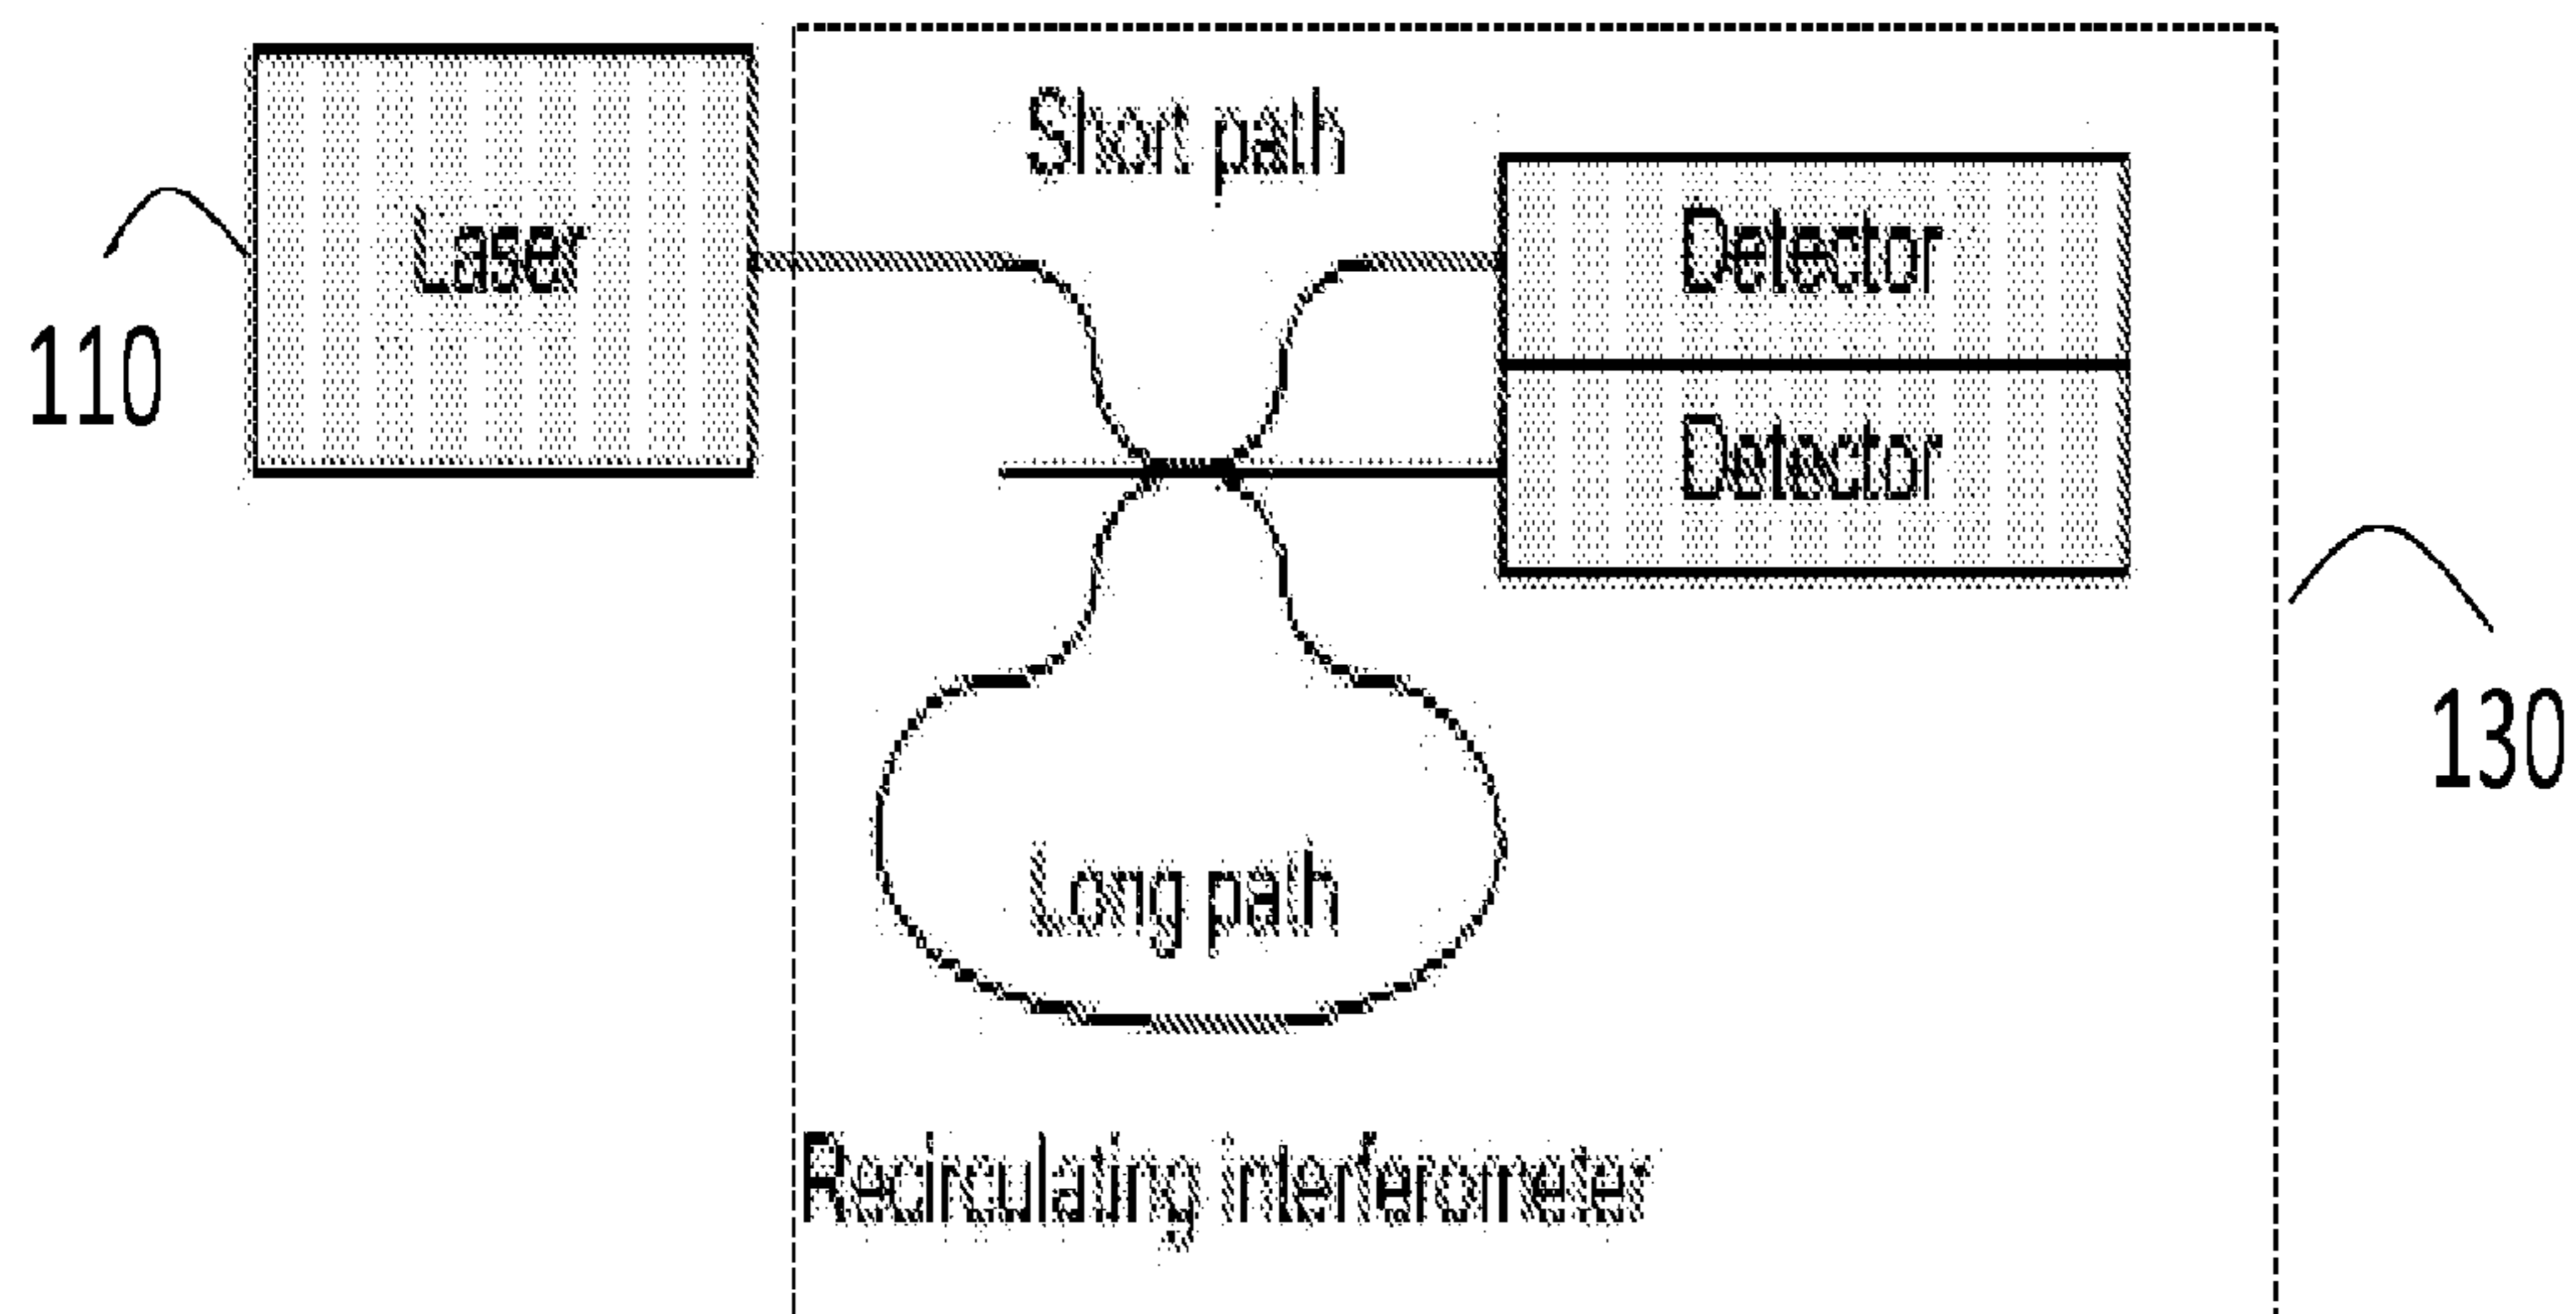 Short path
Laser
Detector
110
Detector
130
Long path
Recirculating interferometer